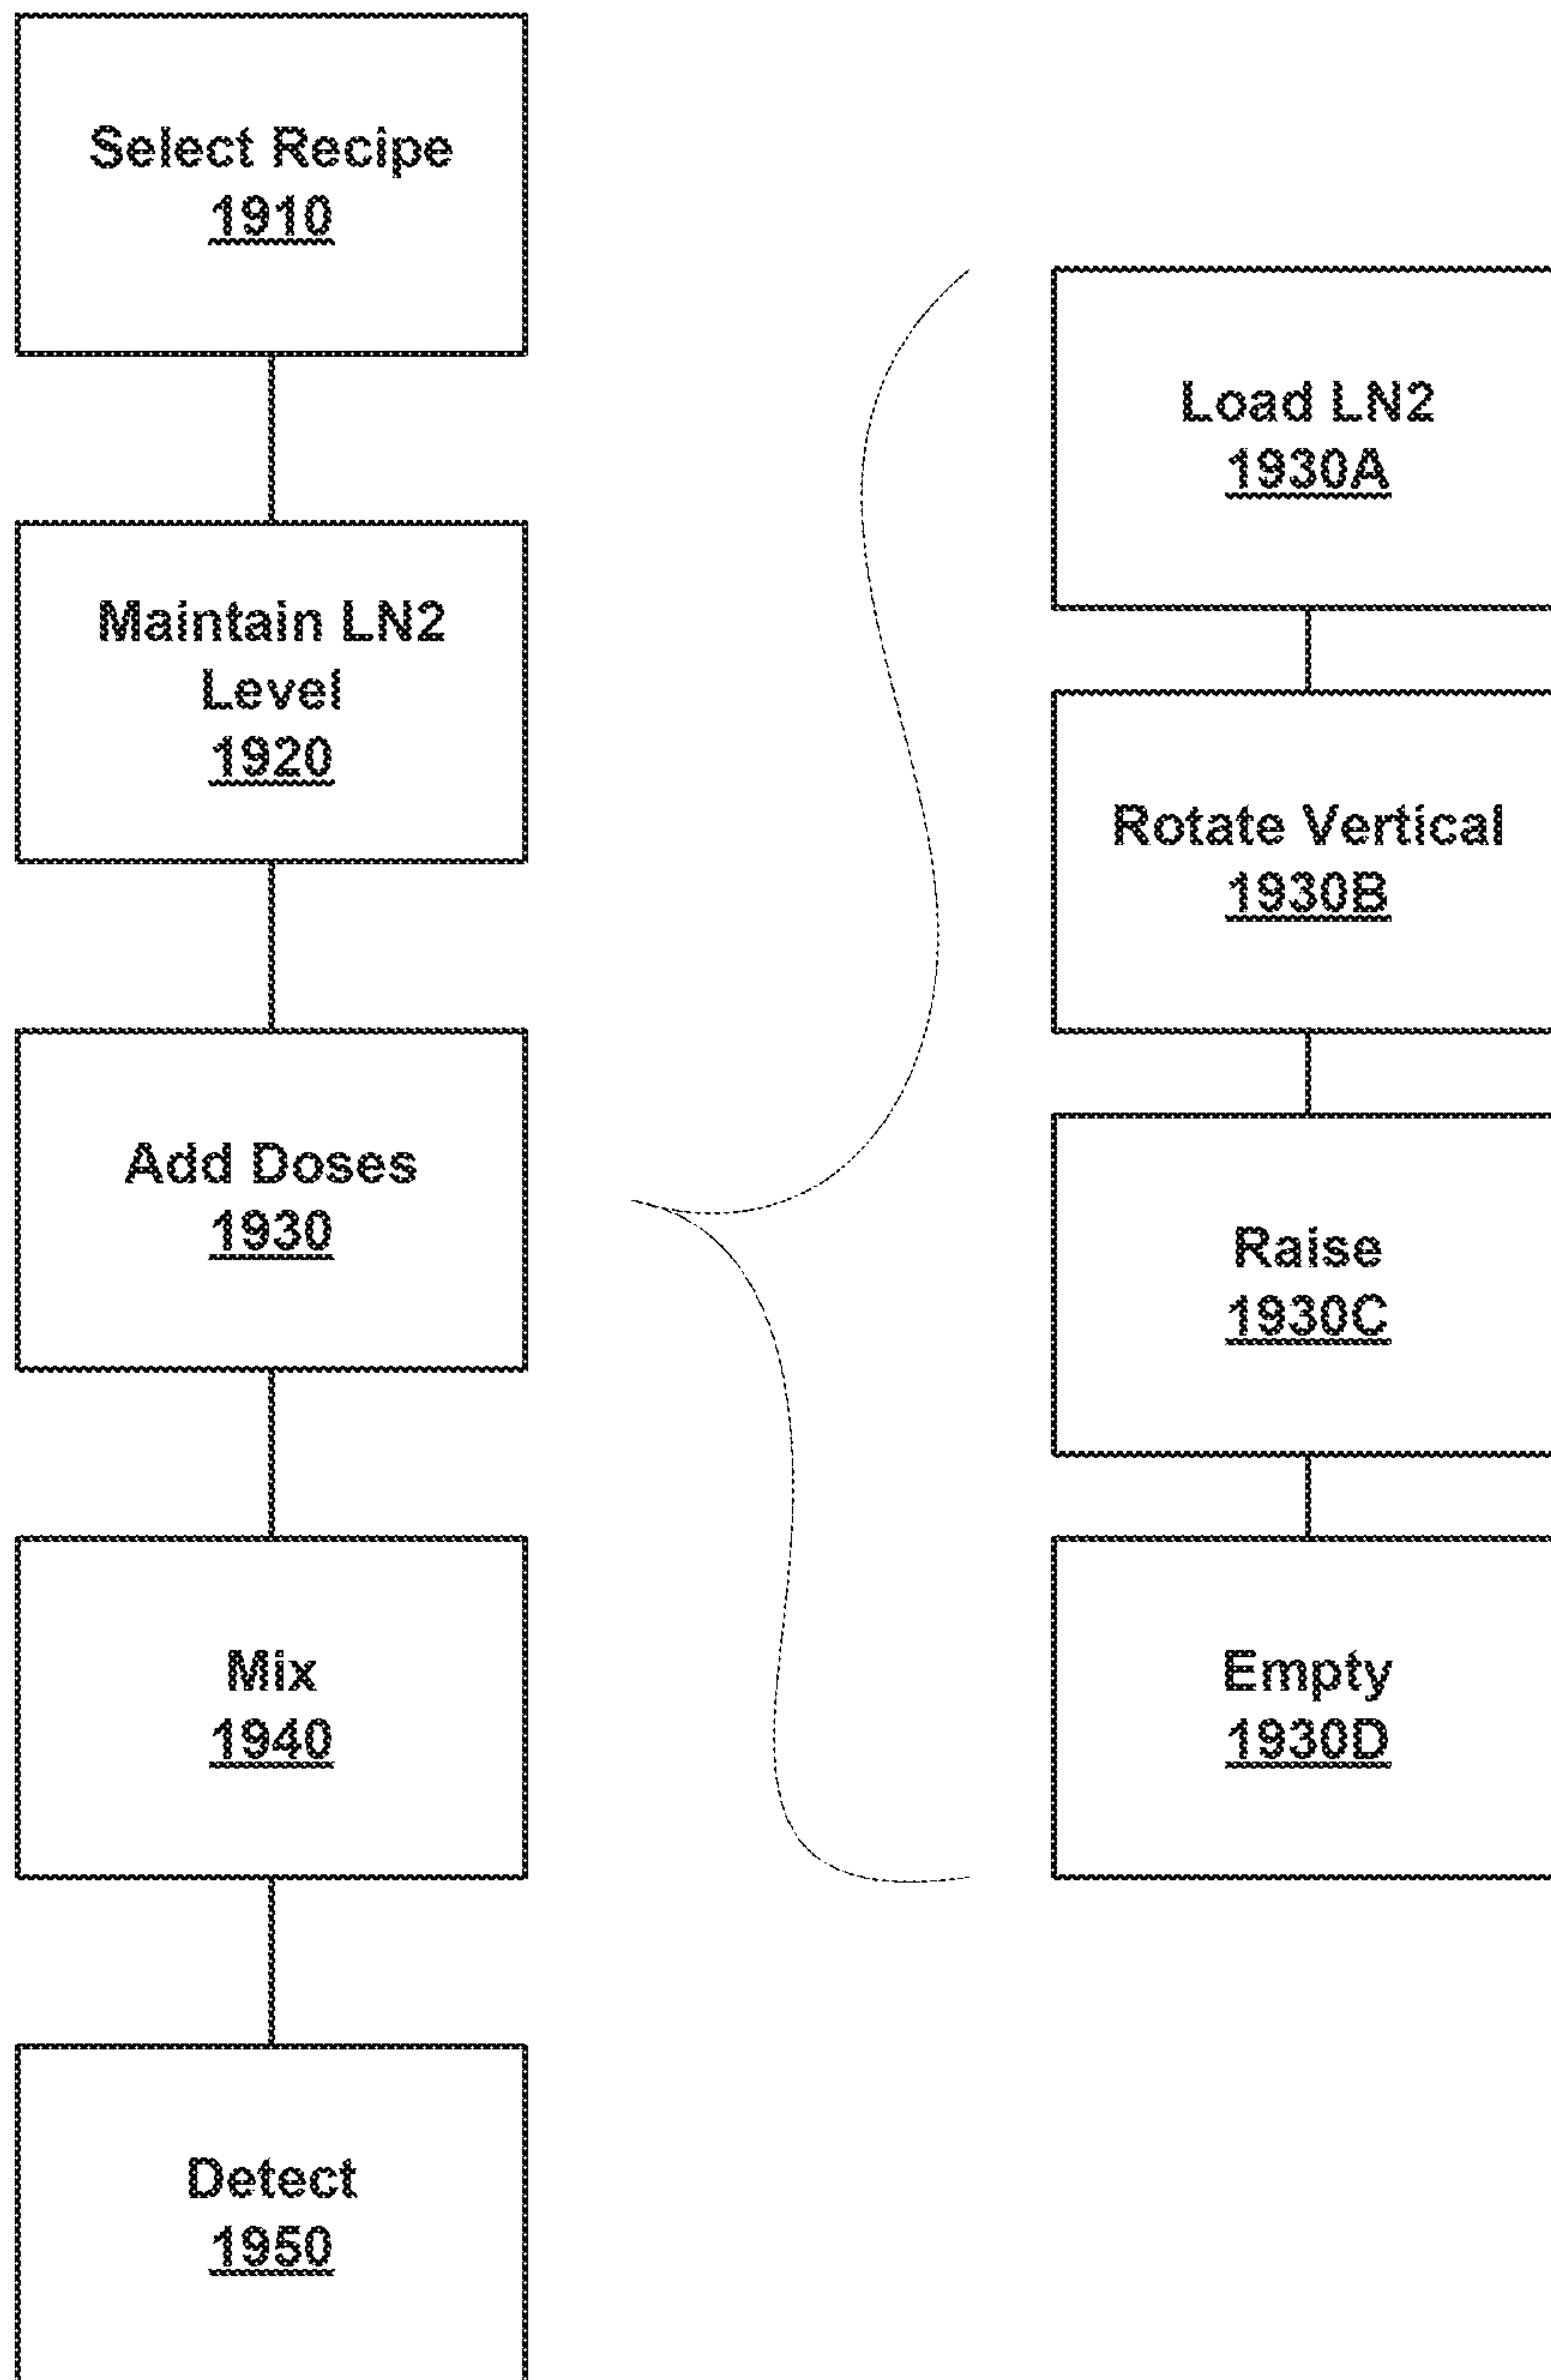 Select Recipe
1910
Maintain LN2
Level
1920
Add Doses
1930
Mix
1940
Detect
1950
Load LN2
1930A
Rotate Vertical
1930B
Raise
1930C
Empty
1930D